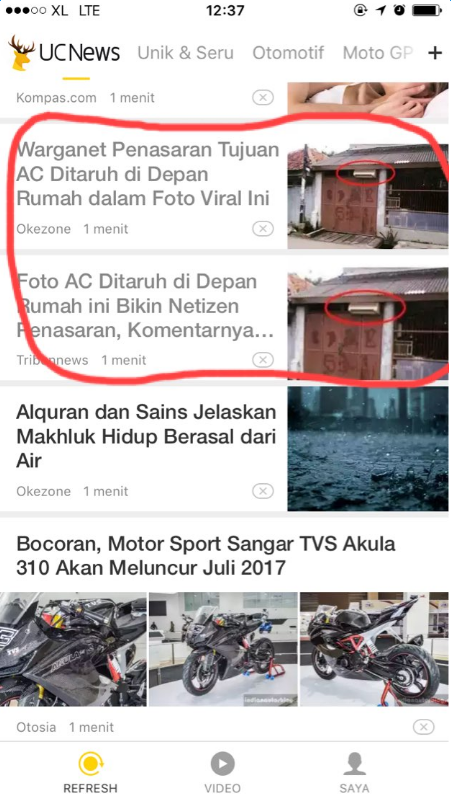 XL LTE 12:37
UC News Unik & Seru Otomotif Moto GP +
Kompas.com 1 menit
Warganet Penasaran Tujuan
AC Ditaruh di Depan
Rumah dalam Foto Viral Ini
Okezone 1 menit
Foto AC Ditaruh di Depan
Rumah ini Bikin Netizen
Penasaran, Komentarnya...
Tribunnews 1 menit
Alquran dan Sains Jelaskan
Makhluk Hidup Berasal dari
Air
Okezone 1 menit
Bocoran, Motor Sport Sangar TVS Akula
310 Akan Meluncur Juli 2017
Otosia 1 menit
REFRESH VIDEO SAYA